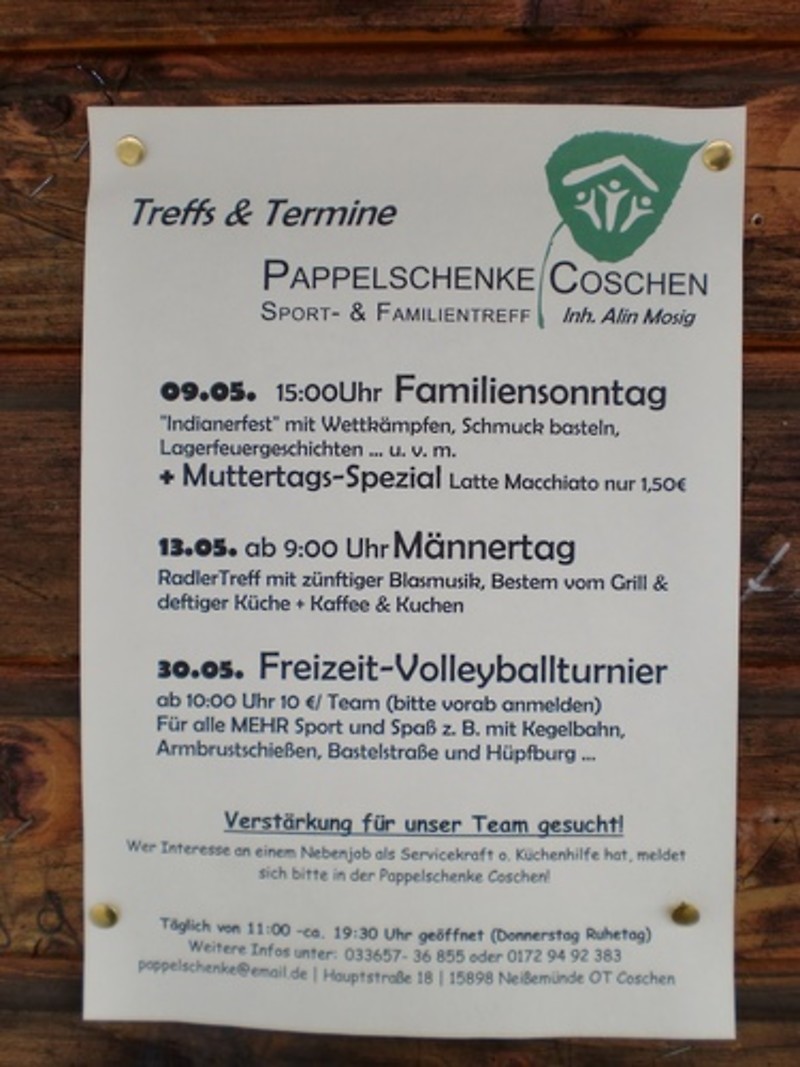 Treffs & Termine
PAPPELSCHENKE COSCHEN
SPORT- & FAMILIENTREFF Inh. Alin Mosig
09.05. 15:00Uhr Familiensonntag
"Indianerfest" mit Wettkämpfen, Schmuck basteln,
Lagerfeuergeschichten ... u. v. m.
+ Muttertags-Spezial Latte Macchiato nur 1,50€
13.05. ab 9:00 Uhr Männertag
RadlerTreff mit zünftiger Blasmusik, Bestem vom Grill &
deftiger Küche + Kaffee & Kuchen
30.05. Freizeit-Volleyballturnier
ab 10:00 Uhr 10 €/ Team (bitte vorab anmelden)
Für alle MEHR Sport und Spaß z. B. mit Kegelbahn,
Armbrustschießen, Bastelstraße und Hüpfburg ...
Verstärkung für unser Team gesucht!
Wer Interesse an einem Nebenjob als Servicekraft o. Küchenhilfe hat, meldet
sich bitte in der Pappelschenke Coschen!
Täglich von 11:00 -ca. 19:30 Uhr geöffnet (Donnerstag Ruhetag)
Weitere Infos unter: 033657- 36 855 oder 0172 94 92 383
pappelschenke@email.de | Hauptstraße 18 | 15898 Neißemünde OT Coschen